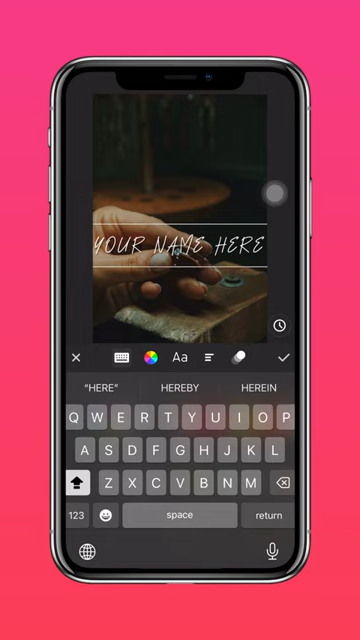 YOUR NAME HERE
Aa
"HERE" HEREBY HEREIN
Q W E R T Y U I O P
A S D F G H J K L
Z X C V B N M
123 space return